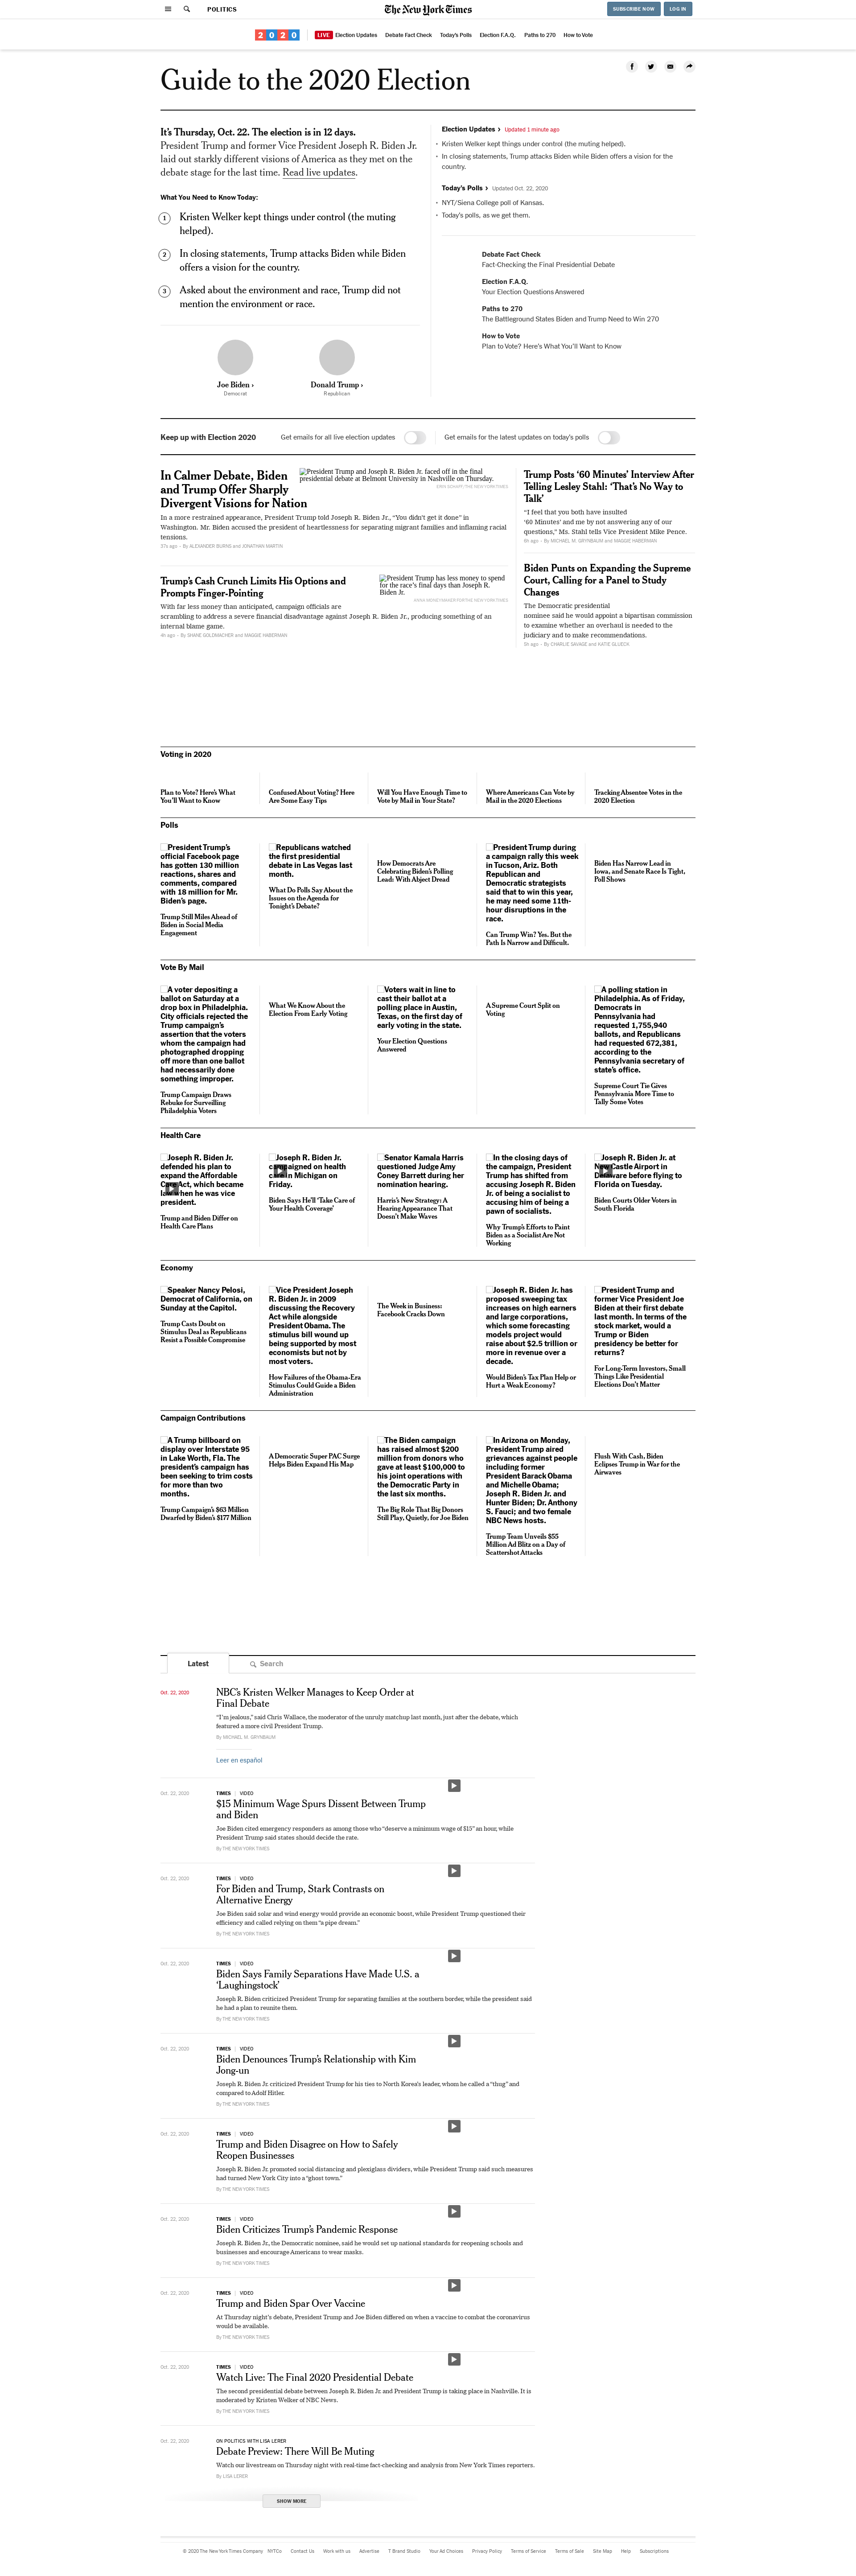 POLITICS
The New York Times
SUBSCRIBE NOW
LOG IN
2020
LIVE Election Updates
Debate Fact Check
Today's Polls
Election F.A.Q.
Paths to 270
How to Vote
Guide to the 2020 Election
It's Thursday, Oct. 22. The election is in 12 days.
President Trump and former Vice President Joseph R. Biden Jr.
laid out starkly different visions of America as they met on the
debate stage for the last time. Read live updates.
What You Need to Know Today:
1 Kristen Welker kept things under control (the muting
helped).
2 In closing statements, Trump attacks Biden while Biden
offers a vision for the country.
3 Asked about the environment and race, Trump did not
mention the environment or race.
Joe Biden ›
Democrat
Donald Trump ›
Republican
Election Updates › Updated 1 minute ago
• Kristen Welker kept things under control (the muting helped).
• In closing statements, Trump attacks Biden while Biden offers a vision for the
country.
Today's Polls › Updated Oct. 22, 2020
• NYT/Siena College poll of Kansas.
• Today's polls, as we get them.
Debate Fact Check
Fact-Checking the Final Presidential Debate
Election F.A.Q.
Your Election Questions Answered
Paths to 270
The Battleground States Biden and Trump Need to Win 270
How to Vote
Plan to Vote? Here's What You'll Want to Know
Keep up with Election 2020
Get emails for all live election updates
Get emails for the latest updates on today's polls
In Calmer Debate, Biden
and Trump Offer Sharply
Divergent Visions for Nation
President Trump and Joseph R. Biden Jr. faced off in the final
presidential debate at Belmont University in Nashville on Thursday.
ERIN SCHAFF/THE NEW YORK TIMES
In a more restrained appearance, President Trump told Joseph R. Biden Jr., “You didn't get it done” in
Washington. Mr. Biden accused the president of heartlessness for separating migrant families and inflaming racial
tensions.
37s ago - By ALEXANDER BURNS and JONATHAN MARTIN
Trump's Cash Crunch Limits His Options and
Prompts Finger-Pointing
President Trump has less money to spend
for the race's final days than Joseph R.
Biden Jr.
ANNA MONEYMAKER FOR THE NEW YORK TIMES
With far less money than anticipated, campaign officials are
scrambling to address a severe financial disadvantage against Joseph R. Biden Jr., producing something of an
internal blame game.
4h ago - By SHANE GOLDMACHER and MAGGIE HABERMAN
Trump Posts '60 Minutes' Interview After
Telling Lesley Stahl: 'That's No Way to
Talk'
“I feel that you both have insulted
'60 Minutes' and me by not answering any of our
questions,” Ms. Stahl tells Vice President Mike Pence.
8h ago - By MICHAEL M. GRYNBAUM and MAGGIE HABERMAN
Biden Punts on Expanding the Supreme
Court, Calling for a Panel to Study
Changes
The Democratic presidential
nominee said he would appoint a bipartisan commission
to examine whether an overhaul is needed to the
judiciary and to make recommendations.
5h ago - By CHARLIE SAVAGE and KATIE GLUECK
Voting in 2020
Plan to Vote? Here's What
You'll Want to Know
Confused About Voting? Here
Are Some Easy Tips
Will You Have Enough Time to
Vote by Mail in Your State?
Where Americans Can Vote by
Mail in the 2020 Elections
Tracking Absentee Votes in the
2020 Election
Polls
President Trump's
official Facebook page
has gotten 130 million
reactions, shares and
comments, compared
with 18 million for Mr.
Biden's page.
Trump Still Miles Ahead of
Biden in Social Media
Engagement
Republicans watched
the first presidential
debate in Las Vegas last
month.
What Do Polls Say About the
Issues on the Agenda for
Tonight's Debate?
How Democrats Are
Celebrating Biden's Polling
Lead: With Abject Dread
President Trump during
a campaign rally this week
in Tucson, Ariz. Both
Republican and
Democratic strategists
said that to win this year,
he may need some 11th-
hour disruptions in the
race.
Can Trump Win? Yes. But the
Path Is Narrow and Difficult.
Biden Has Narrow Lead in
Iowa, and Senate Race Is Tight,
Poll Shows
Vote By Mail
A voter depositing a
ballot on Saturday at a
drop box in Philadelphia.
City officials rejected the
Trump campaign's
assertion that the voters
whom the campaign had
photographed dropping
off more than one ballot
had necessarily done
something improper.
Trump Campaign Draws
Rebuke for Surveilling
Philadelphia Voters
What We Know About the
Election From Early Voting
Voters wait in line to
cast their ballot at a
polling place in Austin,
Texas, on the first day of
early voting in the state.
Your Election Questions
Answered
A Supreme Court Split on
Voting
A polling station in
Philadelphia. As of Friday,
Democrats in
Pennsylvania had
requested 1,755,940
ballots, and Republicans
had requested 672,381,
according to the
Pennsylvania secretary of
state's office.
Supreme Court Tie Gives
Pennsylvania More Time to
Tally Some Votes
Health Care
Joseph R. Biden Jr.
defended his plan to
expand the Affordable
Act, which became
when he was vice
president.
Trump and Biden Differ on
Health Care Plans
Joseph R. Biden Jr.
campaigned on health
in Michigan on
Friday.
Biden Says He'll 'Take Care of
Your Health Coverage'
Senator Kamala Harris
questioned Judge Amy
Coney Barrett during her
nomination hearing.
Harris's New Strategy: A
Hearing Appearance That
Doesn't Make Waves
In the closing days of
the campaign, President
Trump has shifted from
accusing Joseph R. Biden
Jr. of being a socialist to
accusing him of being a
pawn of socialists.
Why Trump's Efforts to Paint
Biden as a Socialist Are Not
Working
Joseph R. Biden Jr. at
New Castle Airport in
Delaware before flying to
Florida on Tuesday.
Biden Courts Older Voters in
South Florida
Economy
Speaker Nancy Pelosi,
Democrat of California, on
Sunday at the Capitol.
Trump Casts Doubt on
Stimulus Deal as Republicans
Resist a Possible Compromise
Vice President Joseph
R. Biden Jr. in 2009
discussing the Recovery
Act while alongside
President Obama. The
stimulus bill wound up
being supported by most
economists but not by
most voters.
How Failures of the Obama-Era
Stimulus Could Guide a Biden
Administration
The Week in Business:
Facebook Cracks Down
Joseph R. Biden Jr. has
proposed sweeping tax
increases on high earners
and large corporations,
which some forecasting
models project would
raise about $2.5 trillion or
more in revenue over a
decade.
Would Biden's Tax Plan Help or
Hurt a Weak Economy?
President Trump and
former Vice President Joe
Biden at their first debate
last month. In terms of the
stock market, would a
Trump or Biden
presidency be better for
returns?
For Long-Term Investors, Small
Things Like Presidential
Elections Don't Matter
Campaign Contributions
A Trump billboard on
display over Interstate 95
in Lake Worth, Fla. The
president's campaign has
been seeking to trim costs
for more than two
months.
Trump Campaign's $63 Million
Dwarfed by Biden's $177 Million
A Democratic Super PAC Surge
Helps Biden Expand His Map
The Biden campaign
has raised almost $200
million from donors who
gave at least $100,000 to
his joint operations with
the Democratic Party in
the last six months.
The Big Role That Big Donors
Still Play, Quietly, for Joe Biden
In Arizona on Monday,
President Trump aired
grievances against people
including former
President Barack Obama
and Michelle Obama;
Joseph R. Biden Jr. and
Hunter Biden; Dr. Anthony
S. Fauci; and two female
NBC News hosts.
Trump Team Unveils $55
Million Ad Blitz on a Day of
Scattershot Attacks
Flush With Cash, Biden
Eclipses Trump in War for the
Airwaves
Latest
Search
Oct. 22, 2020
NBC's Kristen Welker Manages to Keep Order at
Final Debate
“I'm jealous,” said Chris Wallace, the moderator of the unruly matchup last month, just after the debate, which
featured a more civil President Trump.
By MICHAEL M. GRYNBAUM
Leer en español
Oct. 22, 2020
TIMES | VIDEO
$15 Minimum Wage Spurs Dissent Between Trump
and Biden
Joe Biden cited emergency responders as among those who “deserve a minimum wage of $15” an hour, while
President Trump said states should decide the rate.
By THE NEW YORK TIMES
Oct. 22, 2020
TIMES | VIDEO
For Biden and Trump, Stark Contrasts on
Alternative Energy
Joe Biden said solar and wind energy would provide an economic boost, while President Trump questioned their
efficiency and called relying on them “a pipe dream.”
By THE NEW YORK TIMES
Oct. 22, 2020
TIMES | VIDEO
Biden Says Family Separations Have Made U.S. a
'Laughingstock'
Joseph R. Biden criticized President Trump for separating families at the southern border, while the president said
he had a plan to reunite them.
By THE NEW YORK TIMES
Oct. 22, 2020
TIMES | VIDEO
Biden Denounces Trump's Relationship with Kim
Jong-un
Joseph R. Biden Jr. criticized President Trump for his ties to North Korea's leader, whom he called a “thug” and
compared to Adolf Hitler.
By THE NEW YORK TIMES
Oct. 22, 2020
TIMES | VIDEO
Trump and Biden Disagree on How to Safely
Reopen Businesses
Joseph R. Biden Jr. promoted social distancing and plexiglass dividers, while President Trump said such measures
had turned New York City into a “ghost town.”
By THE NEW YORK TIMES
Oct. 22, 2020
TIMES | VIDEO
Biden Criticizes Trump's Pandemic Response
Joseph R. Biden Jr., the Democratic nominee, said he would set up national standards for reopening schools and
businesses and encourage Americans to wear masks.
By THE NEW YORK TIMES
Oct. 22, 2020
TIMES | VIDEO
Trump and Biden Spar Over Vaccine
At Thursday night's debate, President Trump and Joe Biden differed on when a vaccine to combat the coronavirus
would be available.
By THE NEW YORK TIMES
Oct. 22, 2020
TIMES | VIDEO
Watch Live: The Final 2020 Presidential Debate
The second presidential debate between Joseph R. Biden Jr. and President Trump is taking place in Nashville. It is
moderated by Kristen Welker of NBC News.
By THE NEW YORK TIMES
Oct. 22, 2020
ON POLITICS WITH LISA LERER
Debate Preview: There Will Be Muting
Watch our livestream on Thursday night with real-time fact-checking and analysis from New York Times reporters.
By LISA LERER
SHOW MORE
© 2020 The New York Times Company
NYTCo
Contact Us
Work with us
Advertise
T Brand Studio
Your Ad Choices
Privacy Policy
Terms of Service
Terms of Sale
Site Map
Help
Subscriptions